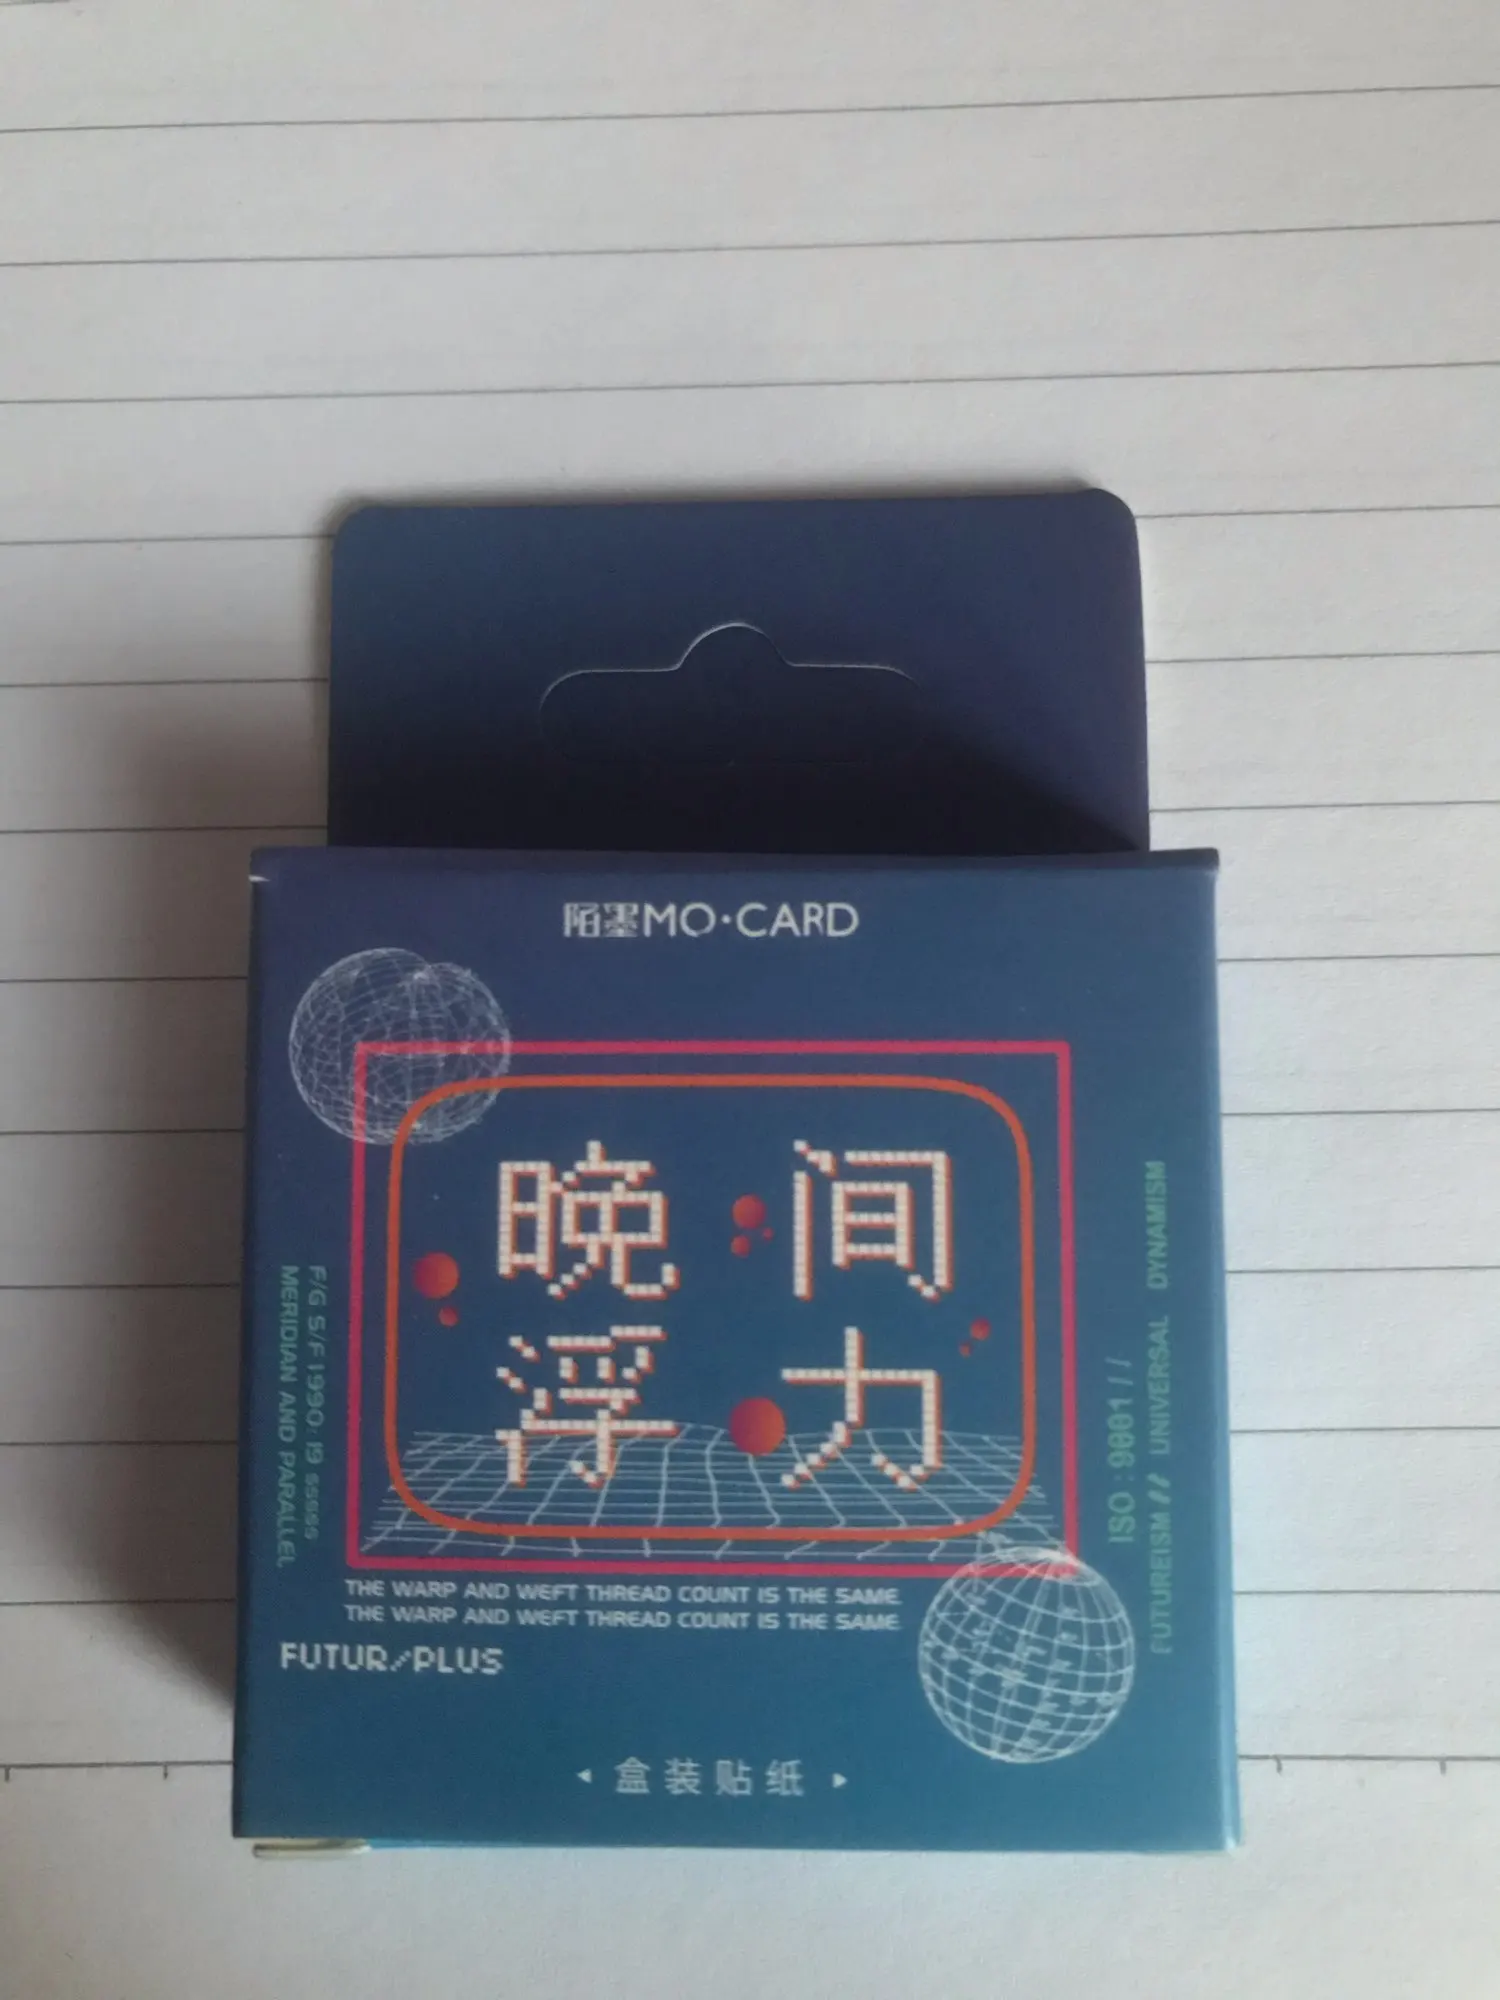 陌墨MO·CARD
晚间
浮力
F/G S/F1990:19 sssss
MERIDIAN AND PARALLEL
ISO:9001//
FUTUREISM // UNIVERSAL DYNAMISM
THE WARP AND WEFT THREAD COUNT IS THE SAME.
THE WARP AND WEFT THREAD COUNT IS THE SAME.
FUTUR/PLUS
盒装贴纸